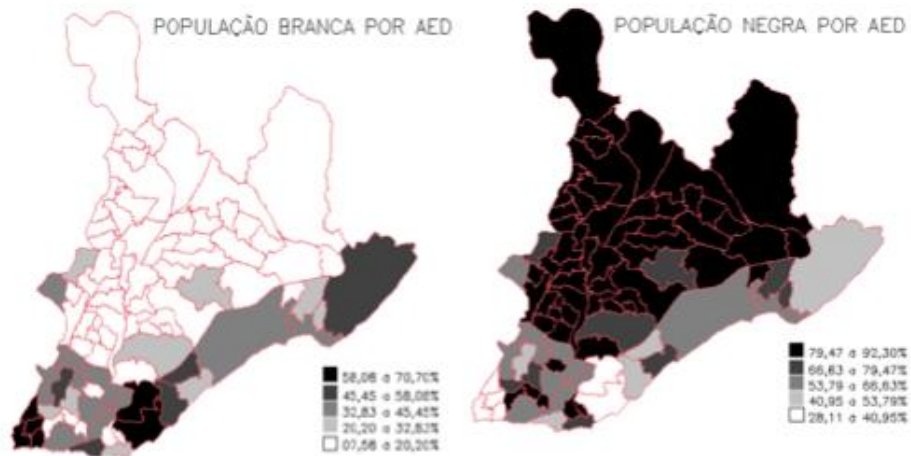 POPULAÇÃO BRANCA POR AED
58,08 a 70,70%
45,45 a 58,08%
32,83 a 45,45%
20,20 a 32,83%
07,58 a 20,20%
POPULAÇÃO NEGRA POR AED
79,47 a 92,30%
66,63 a 79,47%
53,79 a 66,63%
40,95 a 53,79%
28,11 a 40,95%